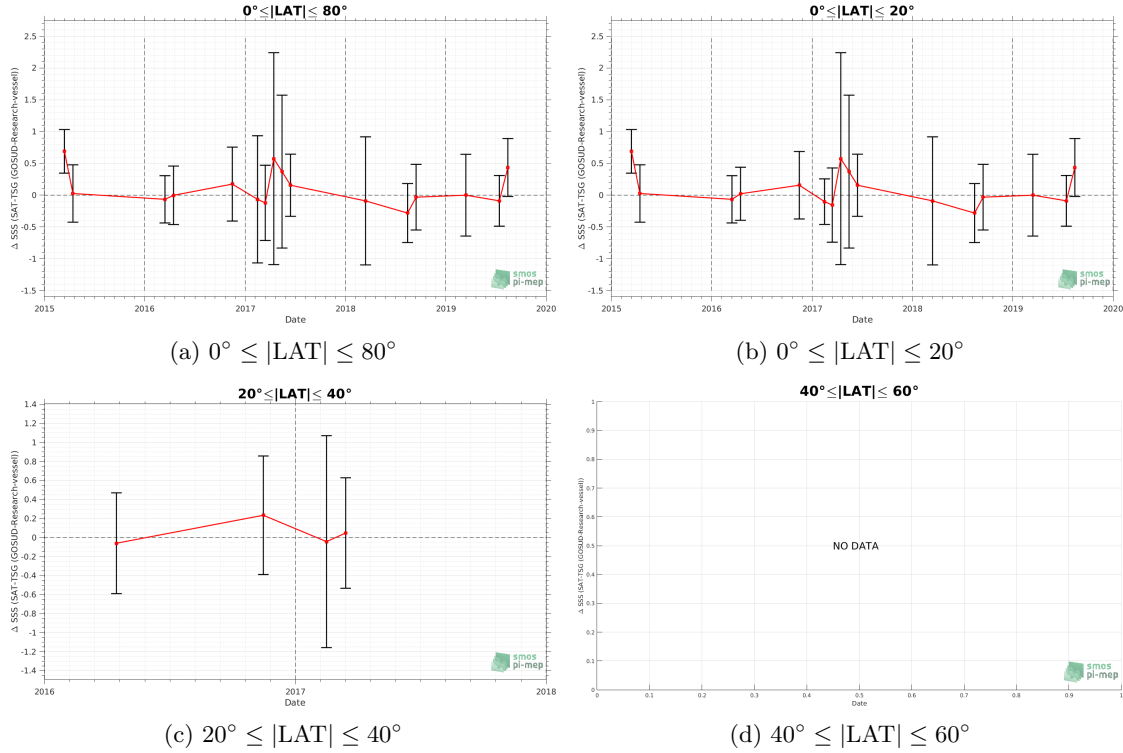 0°≤|LAT|≤ 80°
Δ SSS (SAT-TSG (GOSUD-Research-vessel))
2.5
2
1.5
1
0.5
0
-0.5
-1
-1.5
2015 2016 2017 2018 2019 2020
Date
smos
pi-mep
(a) 0° ≤ |LAT| ≤ 80°
0°≤|LAT|≤ 20°
Δ SSS (SAT-TSG (GOSUD-Research-vessel))
2.5
2
1.5
1
0.5
0
-0.5
-1
-1.5
2015 2016 2017 2018 2019 2020
Date
smos
pi-mep
(b) 0° ≤ |LAT| ≤ 20°
20°≤|LAT|≤ 40°
Δ SSS (SAT-TSG (GOSUD-Research-vessel))
1.4
1.2
1
0.8
0.6
0.4
0.2
0
-0.2
-0.4
-0.6
-0.8
-1
-1.2
-1.4
2016 2017 2018
Date
smos
pi-mep
(c) 20° ≤ |LAT| ≤ 40°
40°≤|LAT|≤ 60°
Δ SSS (SAT-TSG (GOSUD-Research-vessel))
1
0.9
0.8
0.7
0.6
0.5
0.4
0.3
0.2
0.1
0
NO DATA
0 0.1 0.2 0.3 0.4 0.5 0.6 0.7 0.8 0.9 1
Date
smos
pi-mep
(d) 40° ≤ |LAT| ≤ 60°